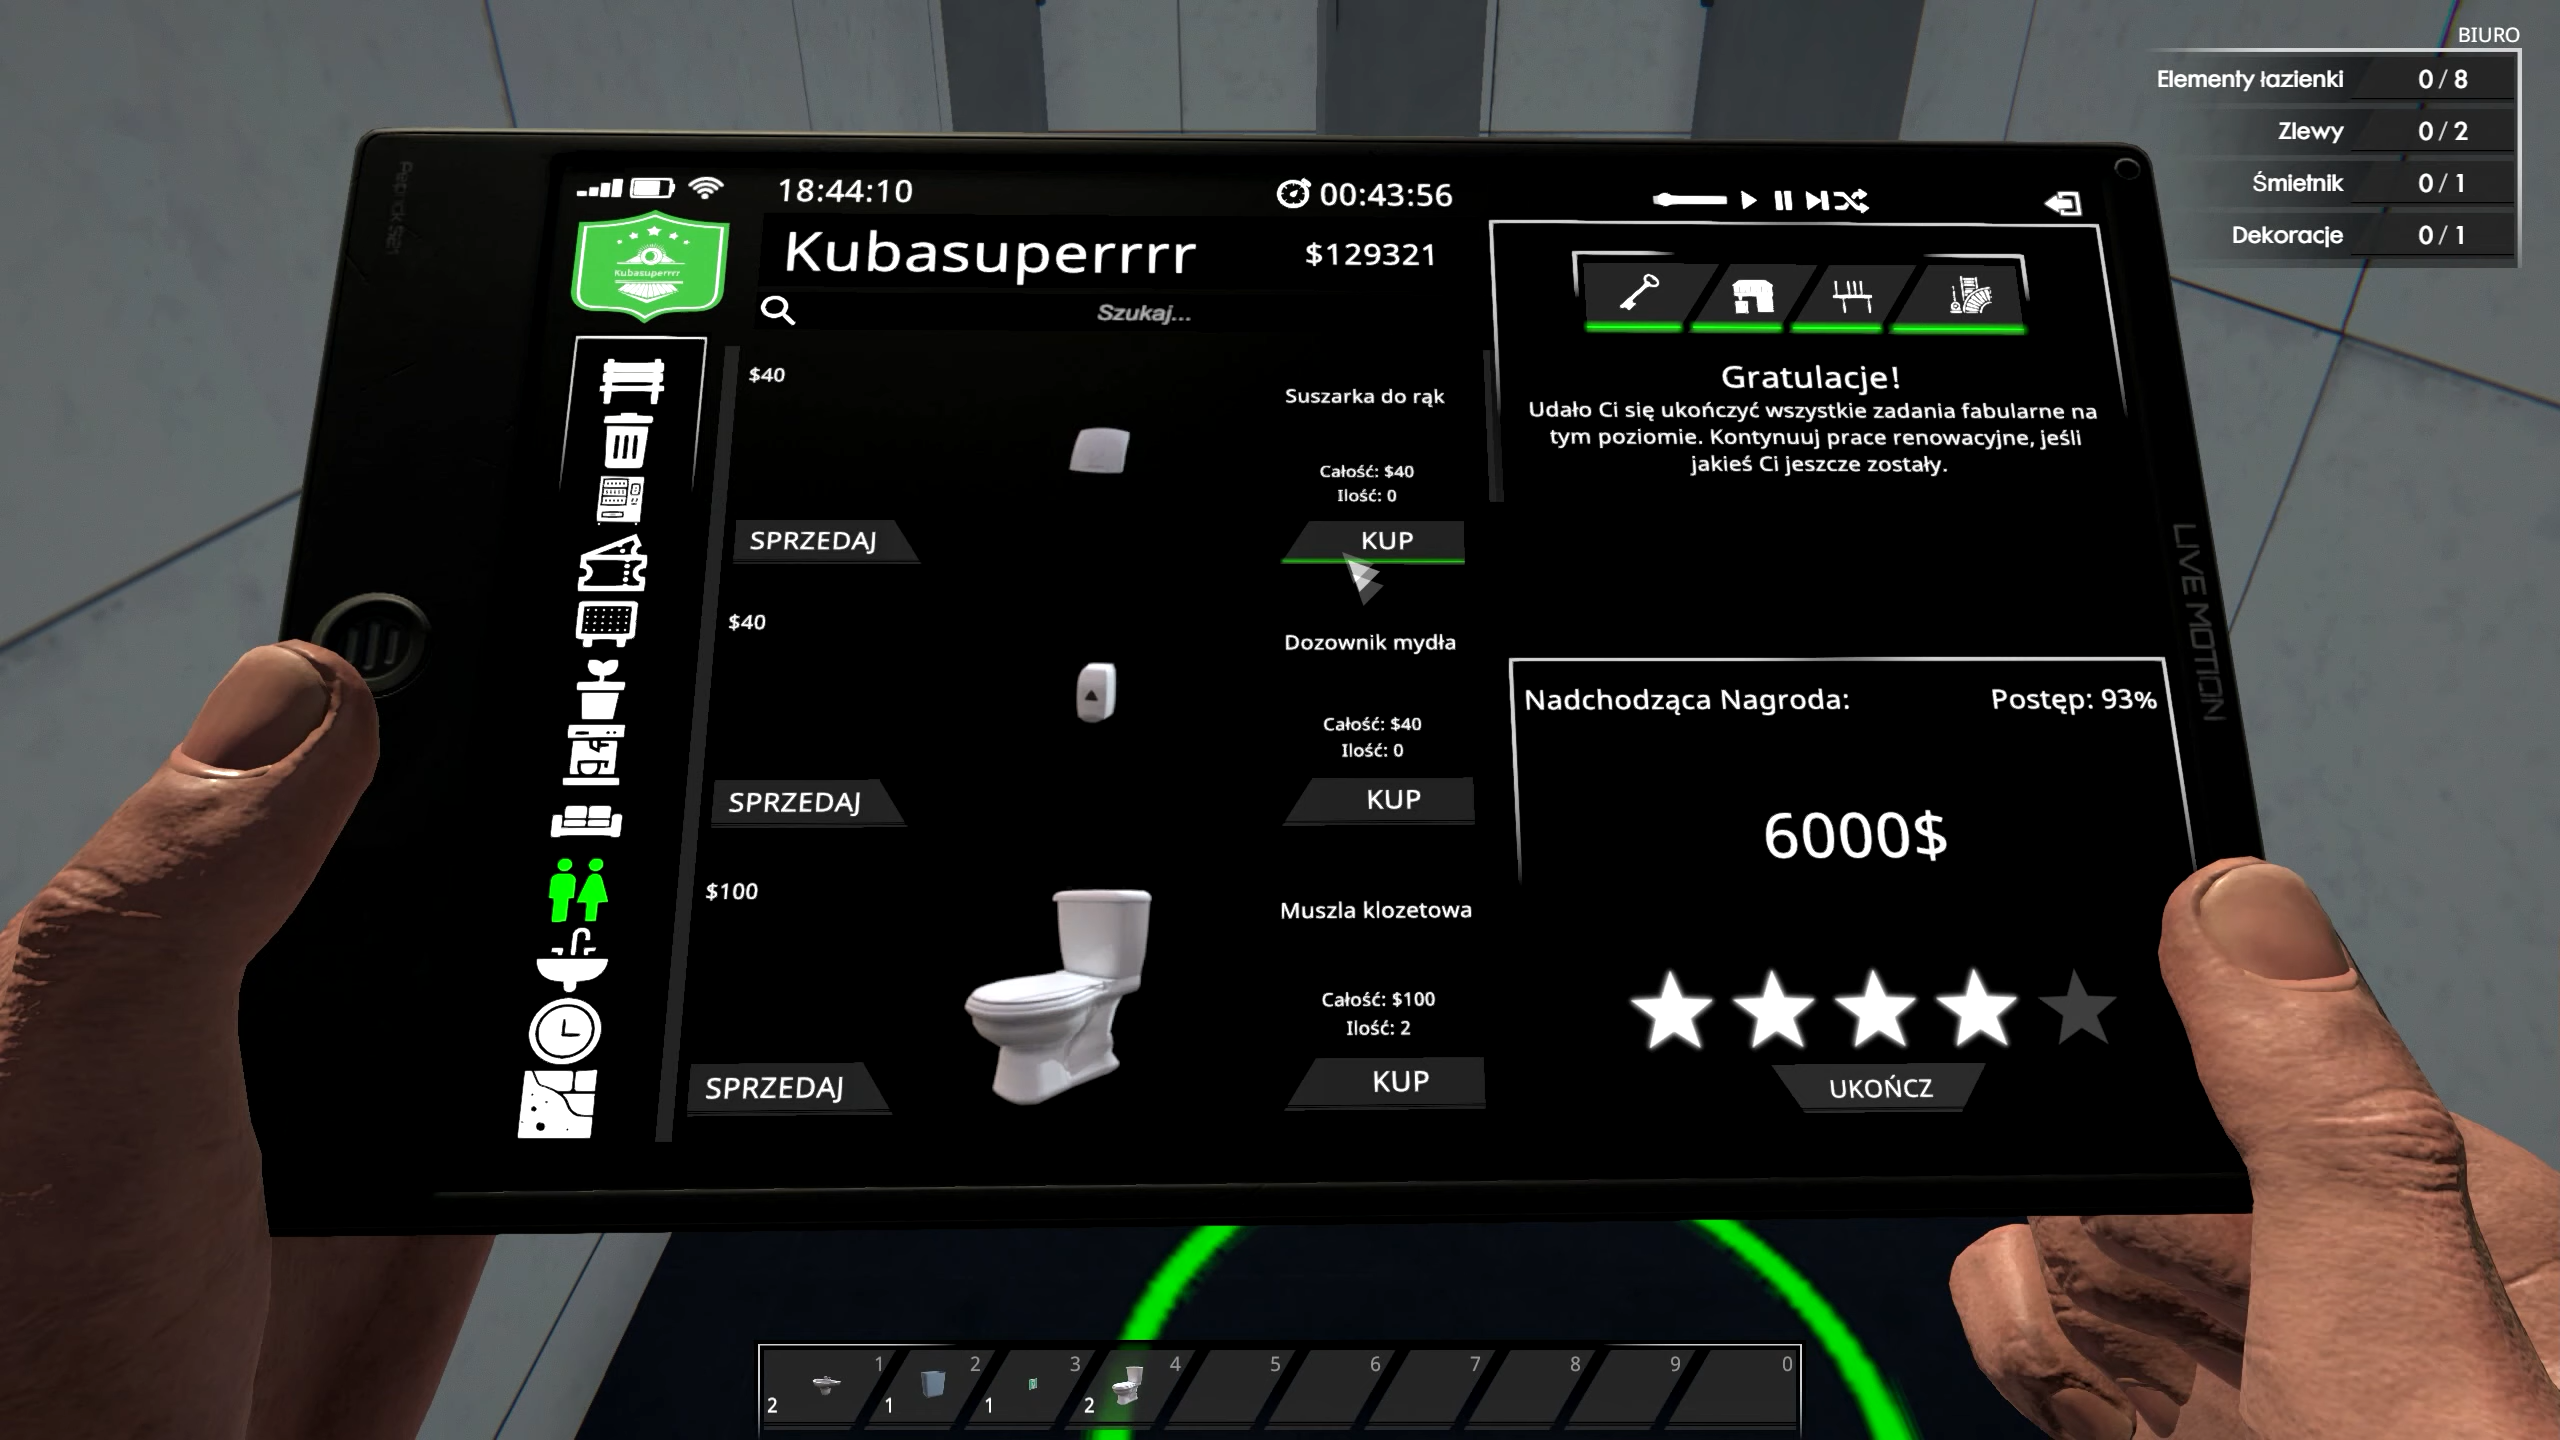 BIURO
Elementy łazienki 0 / 8
Zlewy 0 / 2
Śmietnik 0 / 1
Dekoracje 0 / 1
18:44:10 00:43:56
Kubasuperrrr
Kubasuperrrr $129321
Szukaj...
$40
Suszarka do rąk
Całość: $40
Ilość: 0
SPRZEDAJ KUP
$40
Dozownik mydła
Całość: $40
Ilość: 0
SPRZEDAJ KUP
$100
Muszla klozetowa
Całość: $100
Ilość: 2
SPRZEDAJ KUP
Gratulacje!
Udało Ci się ukończyć wszystkie zadania fabularne na
tym poziomie. Kontynuuj prace renowacyjne, jeśli
jakieś Ci jeszcze zostały.
Nadchodząca Nagroda: Postęp: 93%
6000$
UKOŃCZ
LIVE MOTION
1 2 3 4 5 6 7 8 9 0
2 1 1 2